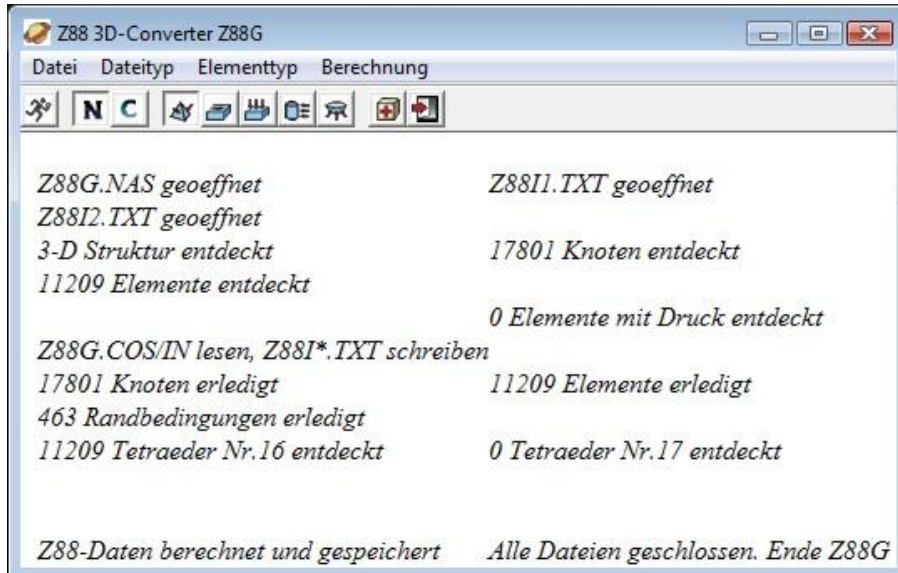 Z88 3D-Converter Z88G
Datei Dateityp Elementtyp Berechnung
N C
Z88G.NAS geoeffnet Z88I1.TXT geoeffnet
Z88I2.TXT geoeffnet
3-D Struktur entdeckt 17801 Knoten entdeckt
11209 Elemente entdeckt
0 Elemente mit Druck entdeckt
Z88G.COS/IN lesen, Z88I*.TXT schreiben
17801 Knoten erledigt 11209 Elemente erledigt
463 Randbedingungen erledigt
11209 Tetraeder Nr.16 entdeckt 0 Tetraeder Nr.17 entdeckt
Z88-Daten berechnet und gespeichert Alle Dateien geschlossen. Ende Z88G